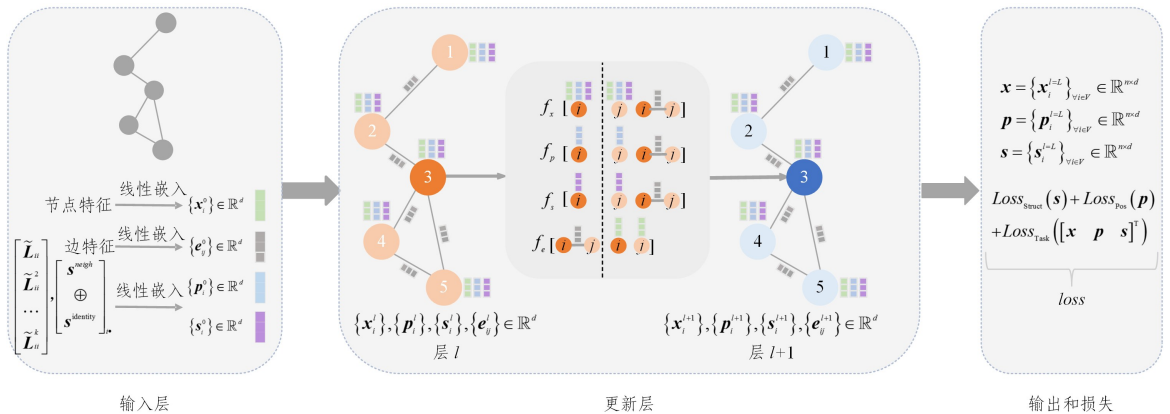 节点特征 线性嵌入 {x_i^0}∈ℝ^d
边特征 线性嵌入 {e_ij^0}∈ℝ^d
[L̃_ii L̃_ii^2 ... L̃_ii^k], [s^neigh ⊕ s^identity]_i• 线性嵌入 {p_i^0}∈ℝ^d
{s_i^0}∈ℝ^d
输入层
1
2
3
4
5
{x_i^l},{p_i^l},{s_i^l},{e_ij^l}∈ℝ^d
层 l
f_x [ i j i j ]
f_p [ i j i j ]
f_s [ i j i j ]
f_e [ i j i j ]
1
2
3
4
5
{x_i^{l+1}},{p_i^{l+1}},{s_i^{l+1}},{e_ij^{l+1}}∈ℝ^d
层 l+1
更新层
x={x_i^{l=L}}_{∀i∈V}∈ℝ^{n×d}
p={p_i^{l=L}}_{∀i∈V}∈ℝ^{n×d}
s={s_i^{l=L}}_{∀i∈V}∈ℝ^{n×d}
Loss_Struct(s)+Loss_Pos(p)
+Loss_Task([x p s]^T)
loss
输出和损失